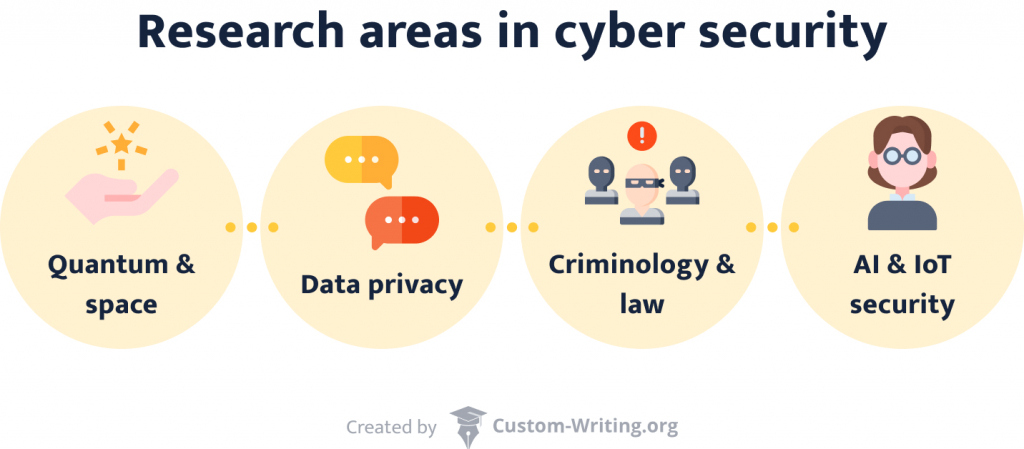 Research areas in cyber security
Quantum &
space
Data privacy
Criminology &
law
AI & IoT
security
Created by Custom-Writing.org